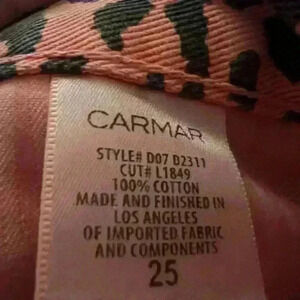 CARMAR
STYLE# D07 D2311
CUT# L1849
100% COTTON
MADE AND FINISHED IN
LOS ANGELES
OF IMPORTED FABRIC
AND COMPONENTS
25